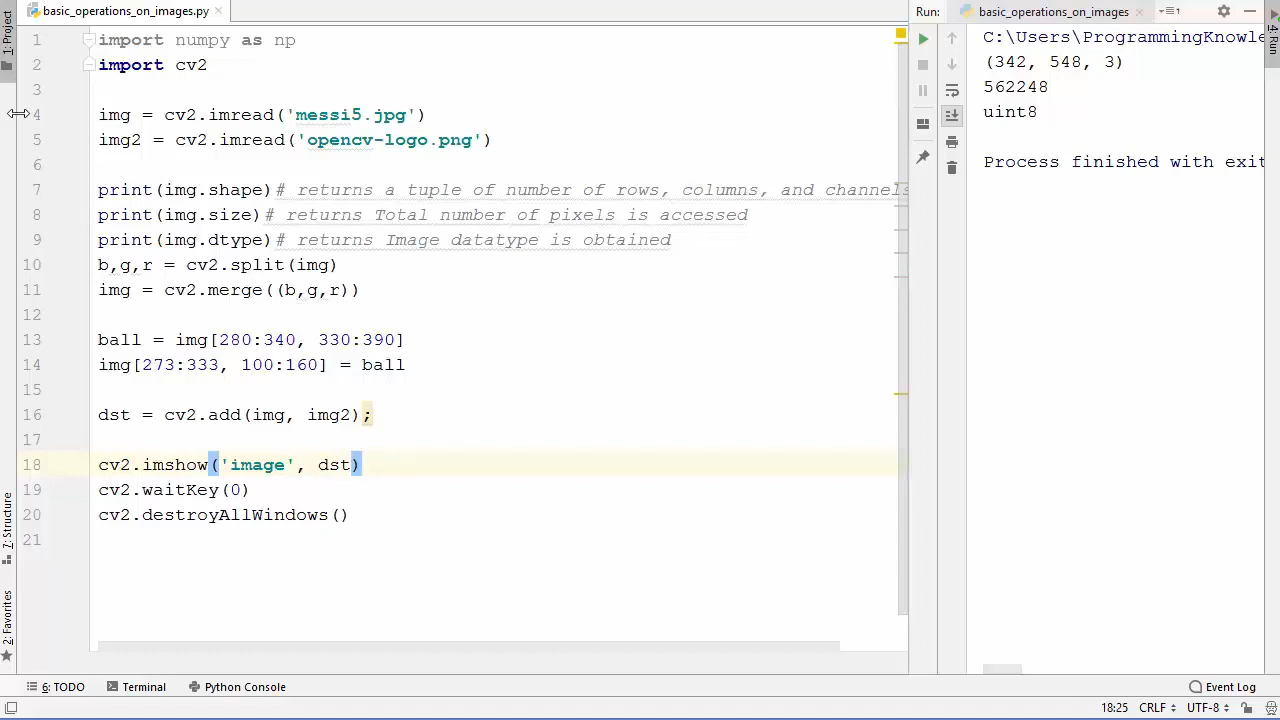 basic_operations_on_images.py
Run: basic_operations_on_images
1: Project
4: Run
1 import numpy as np
2 import cv2
3
4 img = cv2.imread('messi5.jpg')
5 img2 = cv2.imread('opencv-logo.png')
6
7 print(img.shape)# returns a tuple of number of rows, columns, and channels
8 print(img.size)# returns Total number of pixels is accessed
9 print(img.dtype)# returns Image datatype is obtained
10 b,g,r = cv2.split(img)
11 img = cv2.merge((b,g,r))
12
13 ball = img[280:340, 330:390]
14 img[273:333, 100:160] = ball
15
16 dst = cv2.add(img, img2);
17
18 cv2.imshow('image', dst)
19 cv2.waitKey(0)
20 cv2.destroyAllWindows()
21
C:\Users\ProgrammingKnowle
(342, 548, 3)
562248
uint8
Process finished with exit
7: Structure
2: Favorites
6: TODO Terminal Python Console Event Log
18:25 CRLF UTF-8